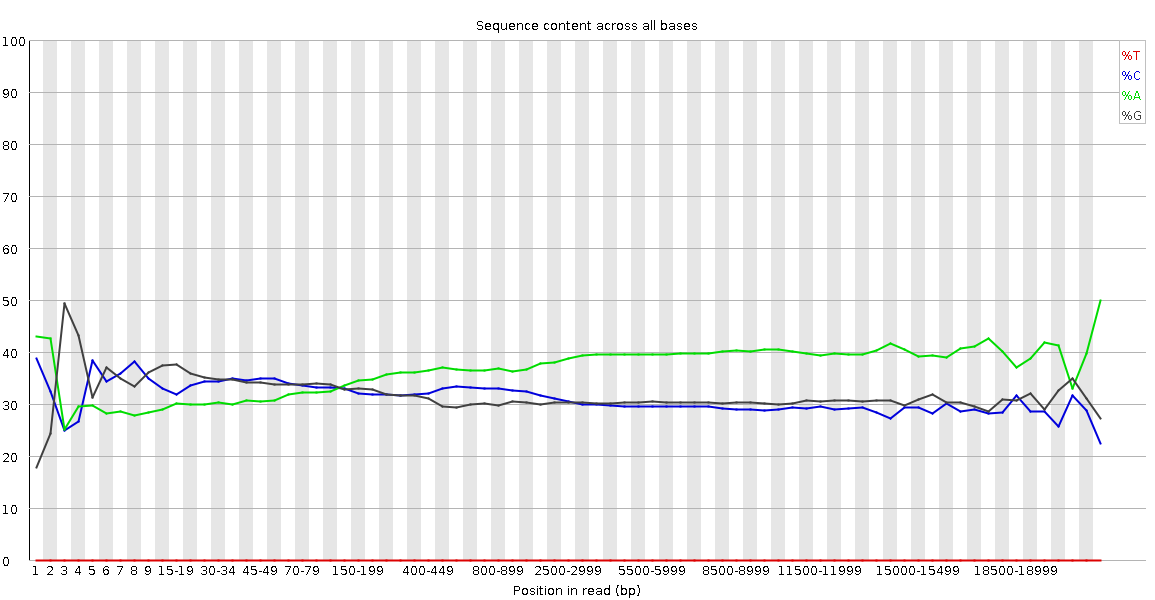 Sequence content across all bases
100
90
80
70
60
50
40
30
20
10
0
%T
%C
%A
%G
1 2 3 4 5 6 7 8 9 15-19 30-34 45-49 70-79 150-199 400-449 800-899 2500-2999 5500-5999 8500-8999 11500-11999 15000-15499 18500-18999
Position in read (bp)